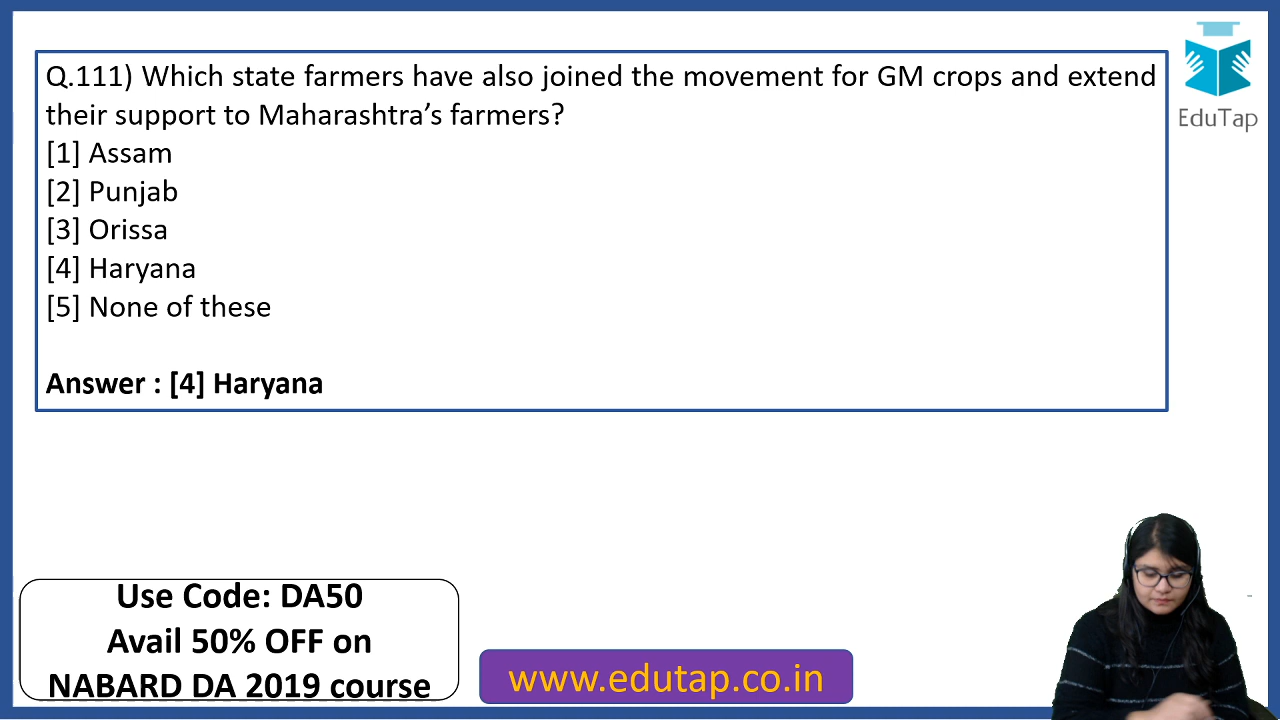 Q.111) Which state farmers have also joined the movement for GM crops and extend
their support to Maharashtra’s farmers?
[1] Assam
[2] Punjab
[3] Orissa
[4] Haryana
[5] None of these
Answer : [4] Haryana
EduTap
Use Code: DA50
Avail 50% OFF on
NABARD DA 2019 course
www.edutap.co.in